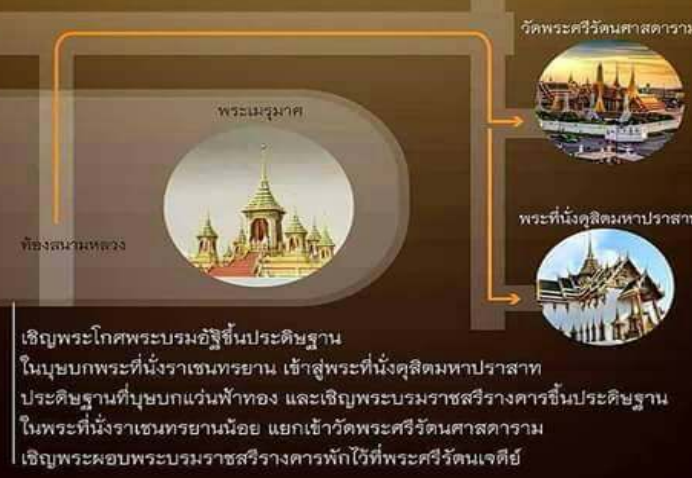 วัดพระศรีรัตนศาสดาราม
พระเมรุมาศ
พระที่นั่งดุสิตมหาปราสาท
ท้องสนามหลวง
เชิญพระโกศพระบรมอัฐิขึ้นประดิษฐาน
ในบุษบกพระที่นั่งราเชนทรยาน เข้าสู่พระที่นั่งดุสิตมหาปราสาท
ประดิษฐานที่บุษบกแว่นฟ้าทอง และเชิญพระบรมราชสรีรางคารขึ้นประดิษฐาน
ในพระที่นั่งราเชนทรยานน้อย แยกเข้าวัดพระศรีรัตนศาสดาราม
เชิญพระผอบพระบรมราชสรีรางคารพักไว้ที่พระศรีรัตนเจดีย์